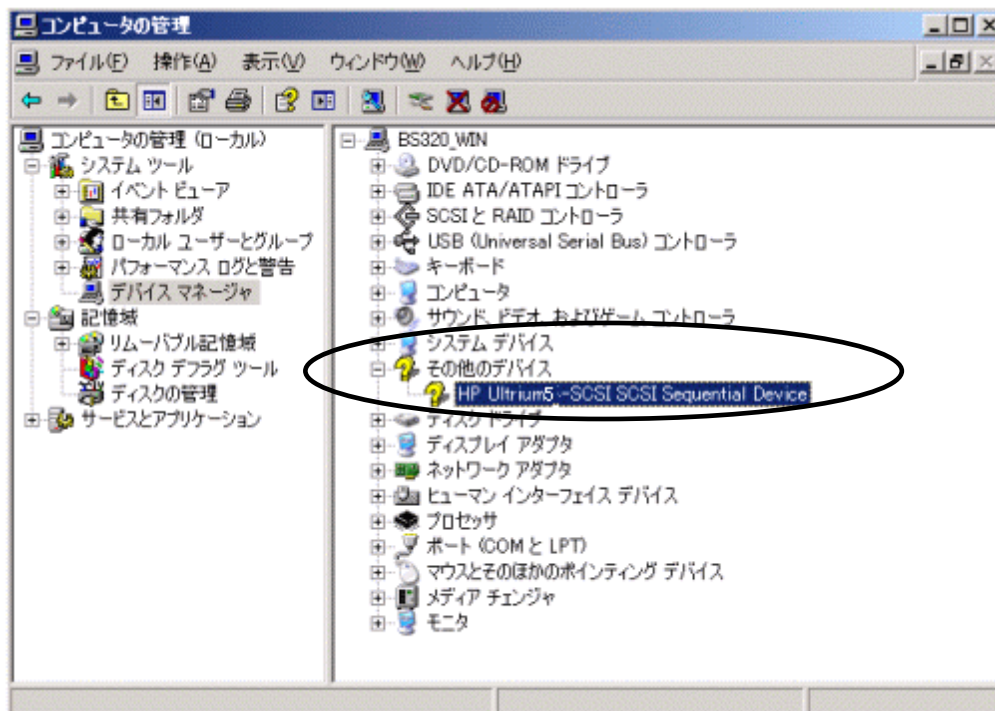 コンピュータの管理
ファイル(F) 操作(A) 表示(V) ウィンドウ(W) ヘルプ(H)
コンピュータの管理 (ローカル)
システム ツール
イベント ビューア
共有フォルダ
ローカル ユーザーとグループ
パフォーマンス ログと警告
デバイス マネージャ
記憶域
リムーバブル記憶域
ディスク デフラグ ツール
ディスクの管理
サービスとアプリケーション
BS320_WIN
DVD/CD-ROM ドライブ
IDE ATA/ATAPI コントローラ
SCSI と RAID コントローラ
USB (Universal Serial Bus) コントローラ
キーボード
コンピュータ
サウンド、ビデオ、およびゲーム コントローラ
システム デバイス
その他のデバイス
HP Ultrium5 -SCSI SCSI Sequential Device
ディスク ドライブ
ディスプレイ アダプタ
ネットワーク アダプタ
ヒューマン インターフェイス デバイス
プロセッサ
ポート (COM と LPT)
マウスとそのほかのポインティング デバイス
メディア チェンジャ
モニタ